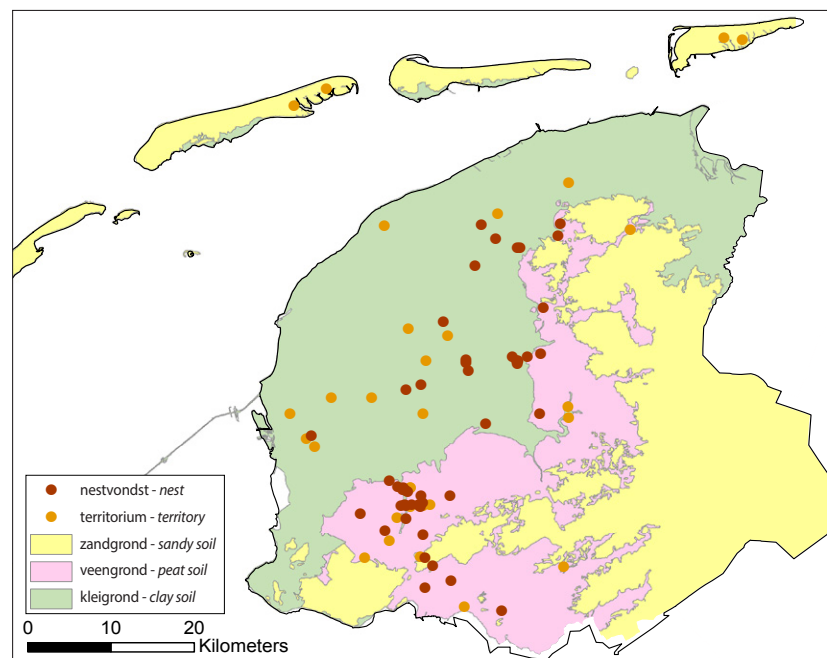 nestvondst - nest
territorium - territory
zandgrond - sandy soil
veengrond - peat soil
kleigrond - clay soil
0 10 20
Kilometers